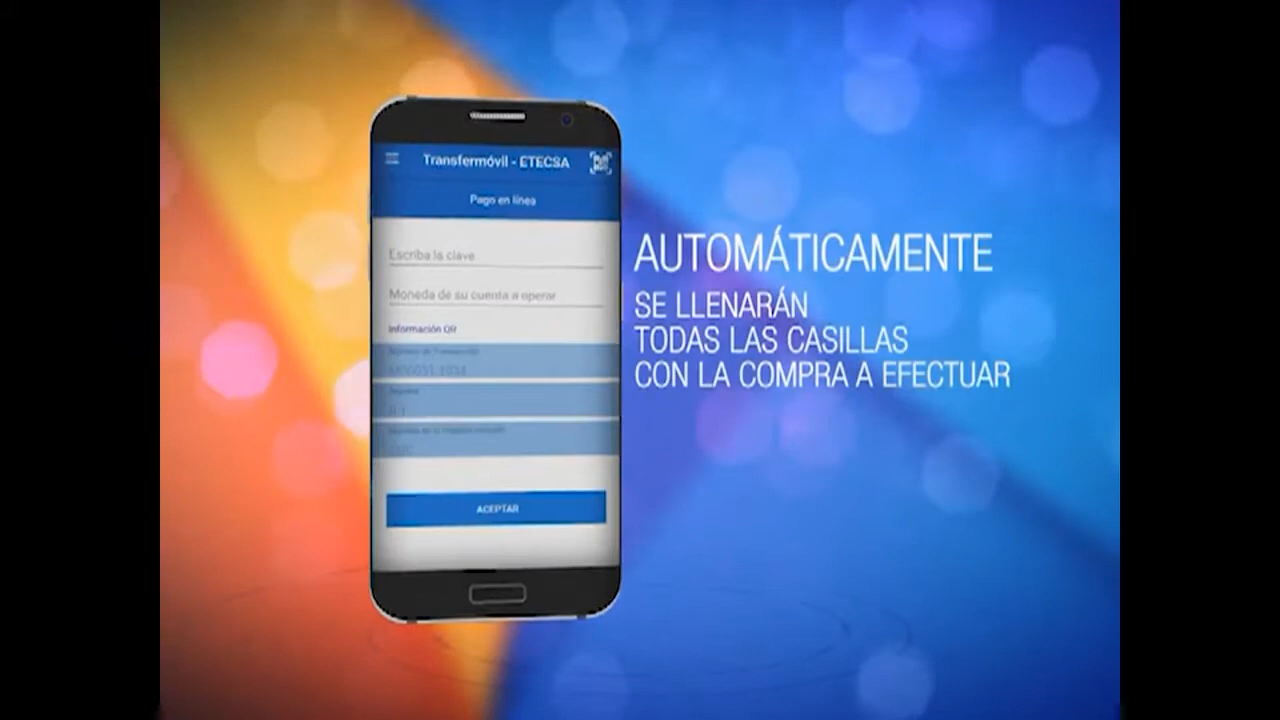 Transfermóvil - ETECSA
Pago en línea
Escriba la clave
Moneda de su cuenta a operar
Información QR
ACEPTAR
AUTOMÁTICAMENTE
SE LLENARÁN
TODAS LAS CASILLAS
CON LA COMPRA A EFECTUAR